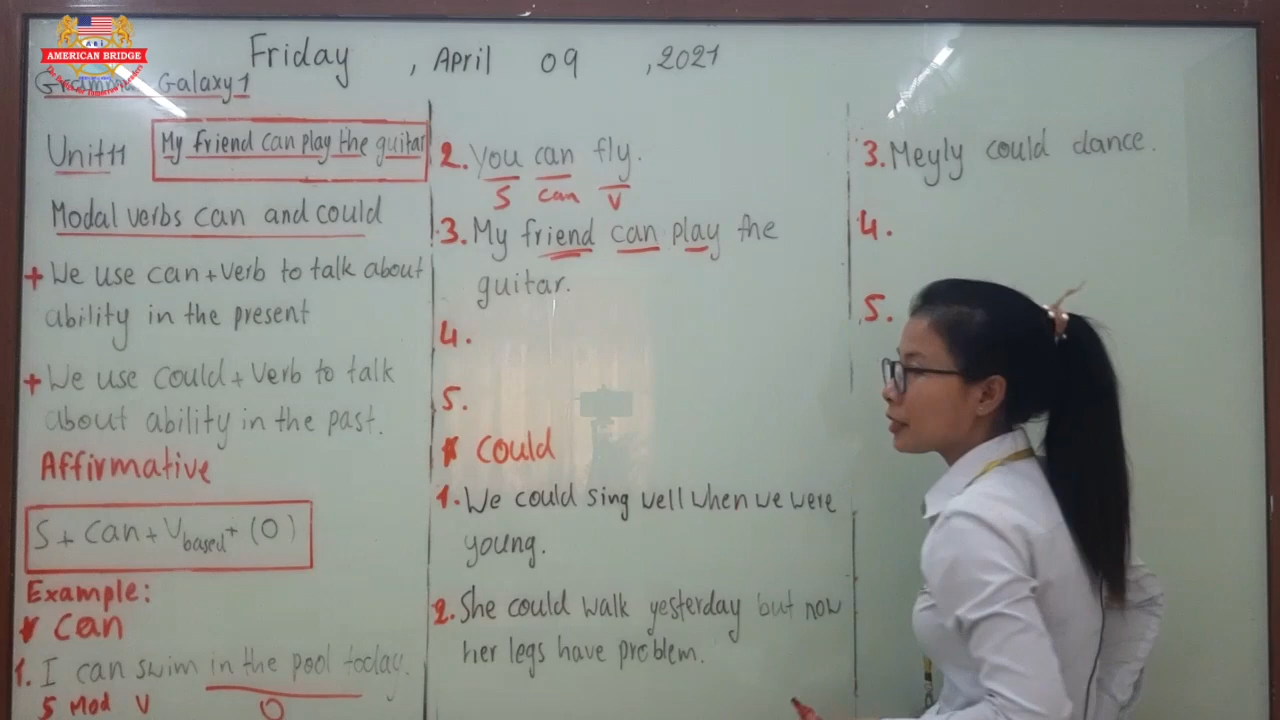 ABI
AMERICAN BRIDGE
Friday , April 09 , 2021
Grammar Galaxy 1
Unit 11 My friend can play the guitar
Modal verbs can and could
+ We use can + verb to talk about
ability in the present
+ We use could + verb to talk
about ability in the past.
Affirmative
S + can + Vbased + (O)
Example:
* can
1. I can swim in the pool today.
S Mod V O
2. You can fly.
S can V
3. My friend can play the
guitar.
4.
5.
* could
1. We could sing well when we were
young.
2. She could walk yesterday but now
her legs have problem.
3. Meyly could dance.
4.
5.